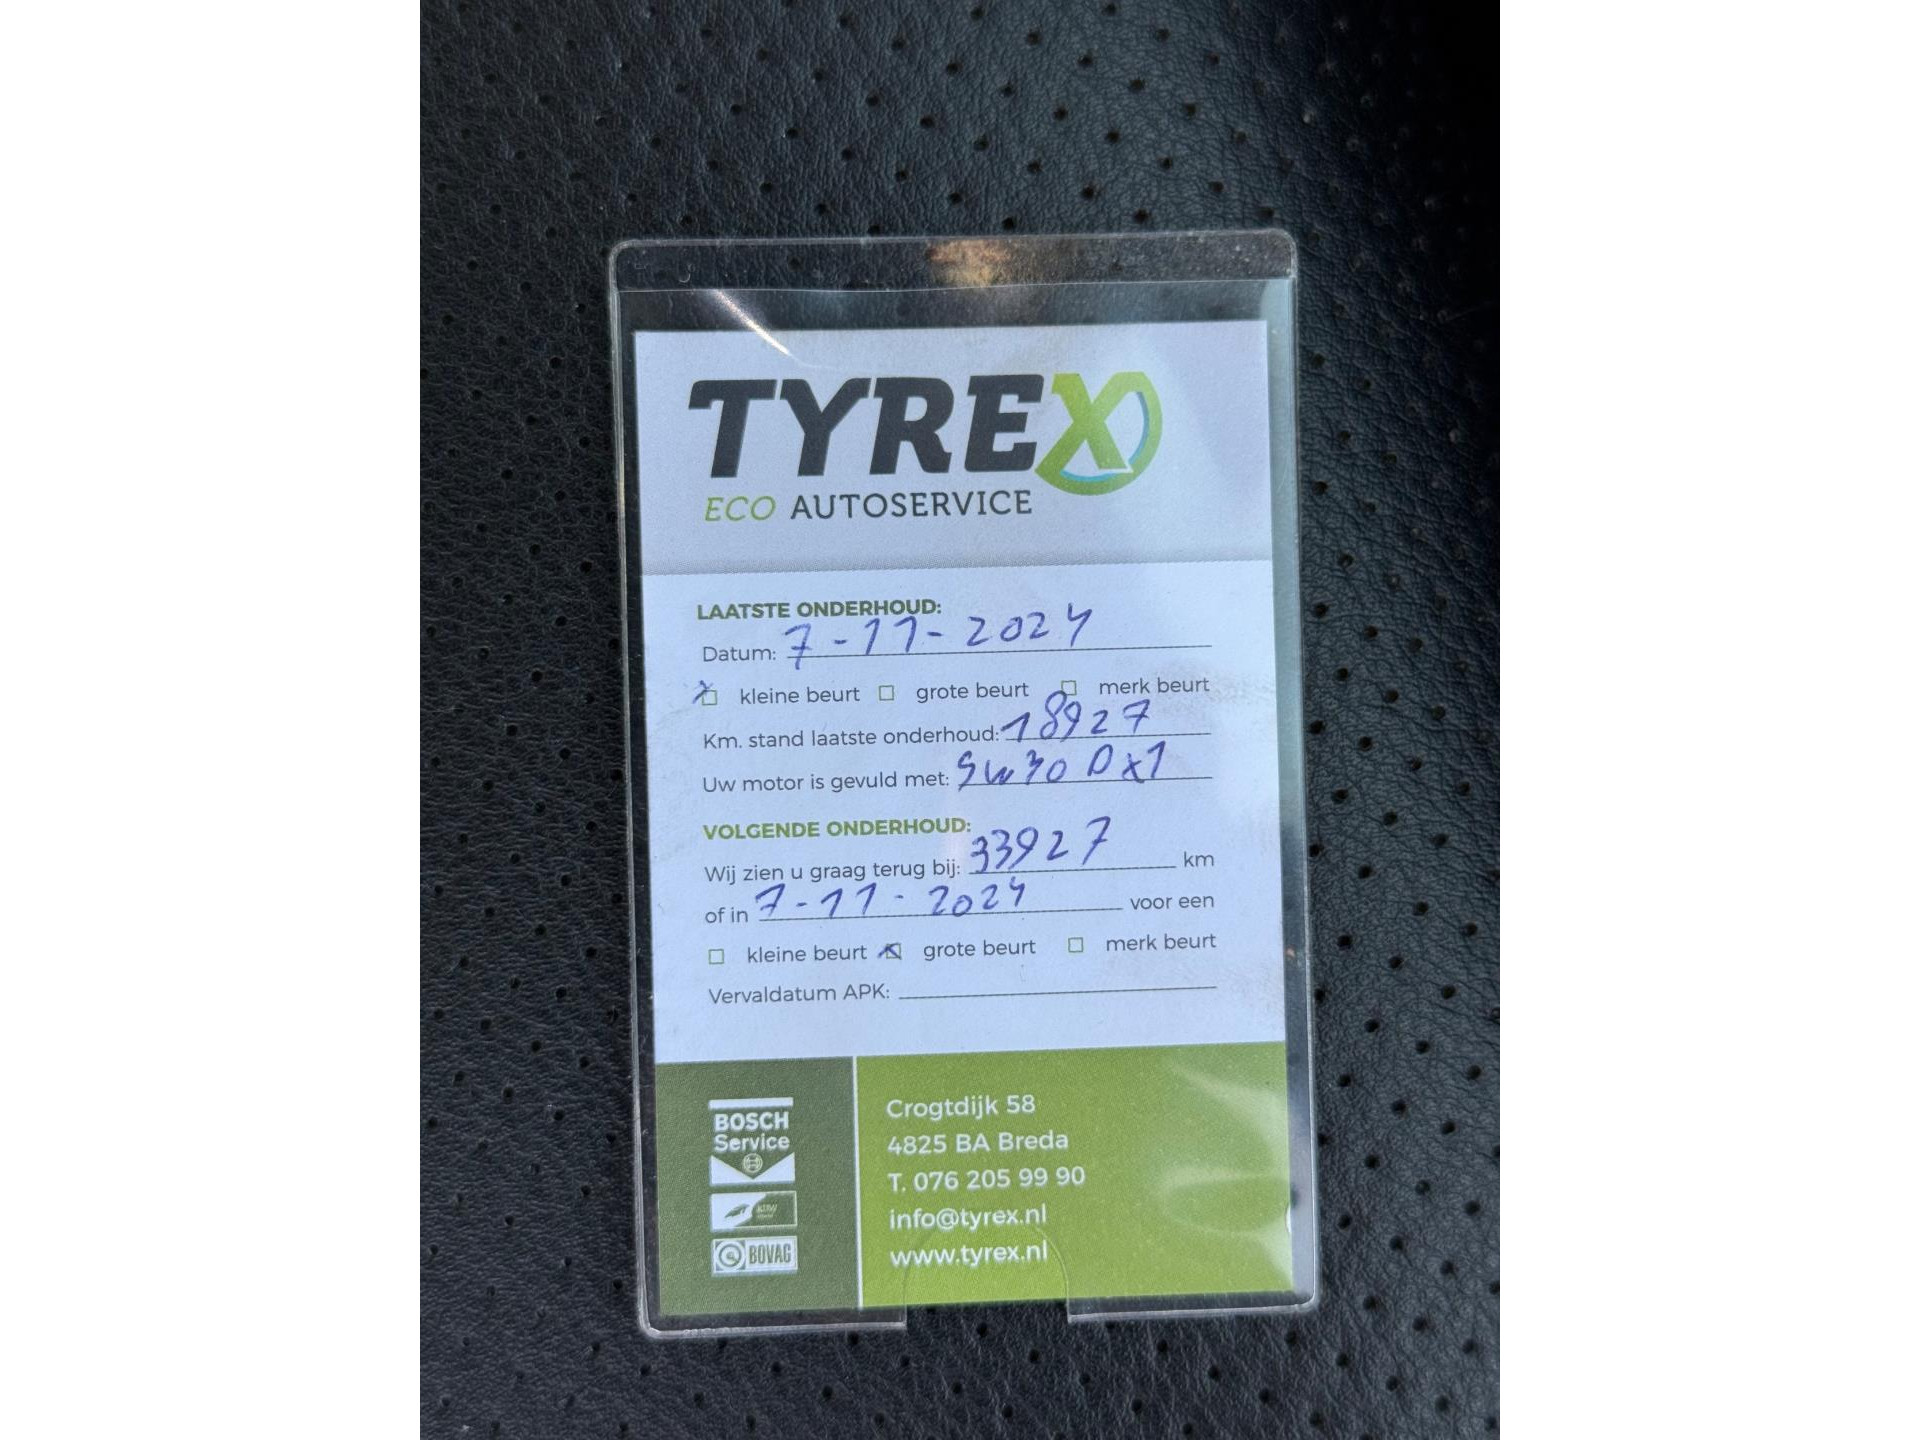 TYREX
ECO AUTOSERVICE
LAATSTE ONDERHOUD:
Datum: 7-11-2024
kleine beurt grote beurt merk beurt
Km. stand laatste onderhoud: 18927
Uw motor is gevuld met: 5w30 Dx1
VOLGENDE ONDERHOUD:
Wij zien u graag terug bij: 33927 km
of in 7-11-2024 voor een
kleine beurt grote beurt merk beurt
Vervaldatum APK:
BOSCH
Service
BOVAG
Crogtdijk 58
4825 BA Breda
T. 076 205 99 90
info@tyrex.nl
www.tyrex.nl